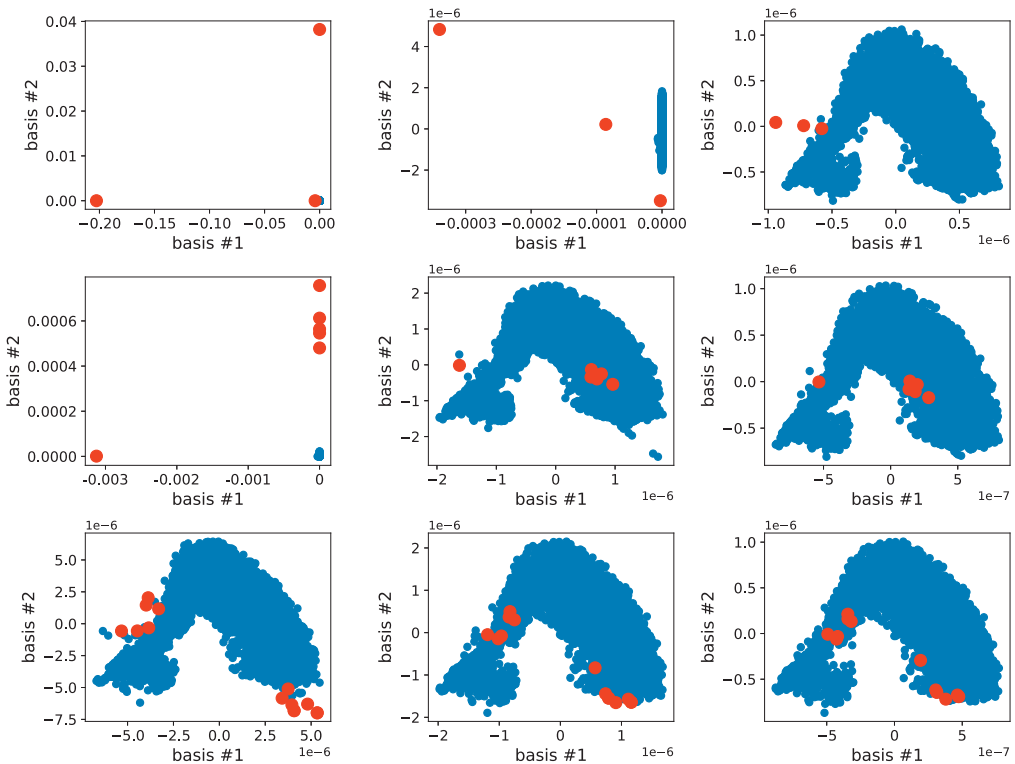 0.04
0.03
0.02
0.01
0.00
basis #2
−0.20 −0.15 −0.10 −0.05 0.00
basis #1
1e−6
4
2
0
−2
basis #2
−0.0003 −0.0002 −0.0001 0.0000
basis #1
1e−6
1.0
0.5
0.0
−0.5
basis #2
−1.0 −0.5 0.0 0.5
1e−6
basis #1
0.0006
0.0004
0.0002
0.0000
basis #2
-0.003 -0.002 -0.001 0
basis #1
1e−6
2
1
0
−1
−2
basis #2
−2 −1 0 1
1e−6
basis #1
1e−6
1.0
0.5
0.0
−0.5
basis #2
−5 0 5
1e−7
basis #1
1e−6
5.0
2.5
0.0
−2.5
−5.0
−7.5
basis #2
−5.0 −2.5 0.0 2.5 5.0
1e−6
basis #1
1e−6
2
1
0
−1
−2
basis #2
−2 −1 0 1
1e−6
basis #1
1e−6
1.0
0.5
0.0
−0.5
basis #2
−5 0 5
1e−7
basis #1